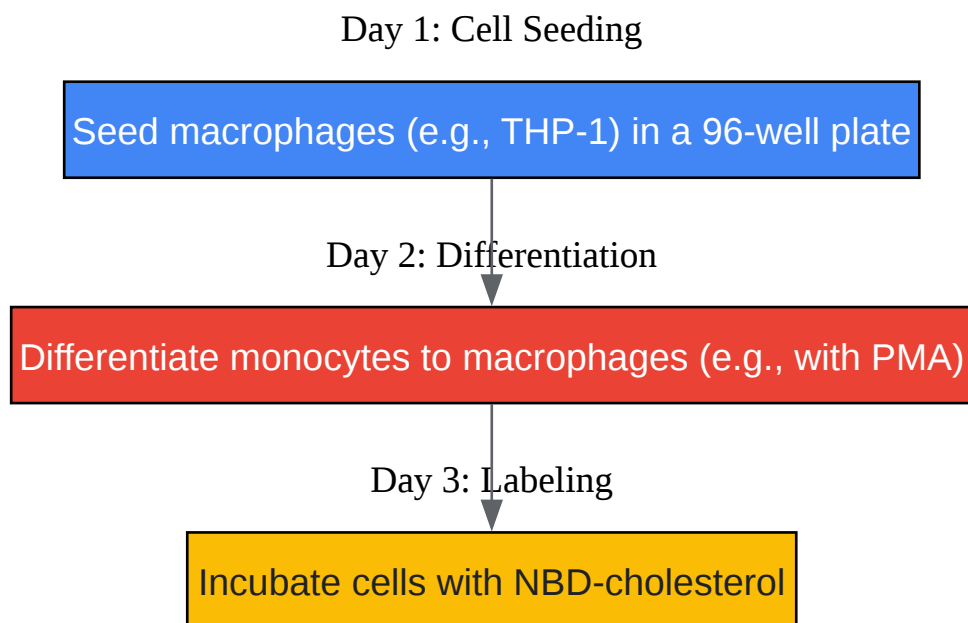 Day 1: Cell Seeding
Seed macrophages (e.g., THP-1) in a 96-well plate
Day 2: Differentiation
Differentiate monocytes to macrophages (e.g., with PMA)
Day 3: Labeling
Incubate cells with NBD-cholesterol